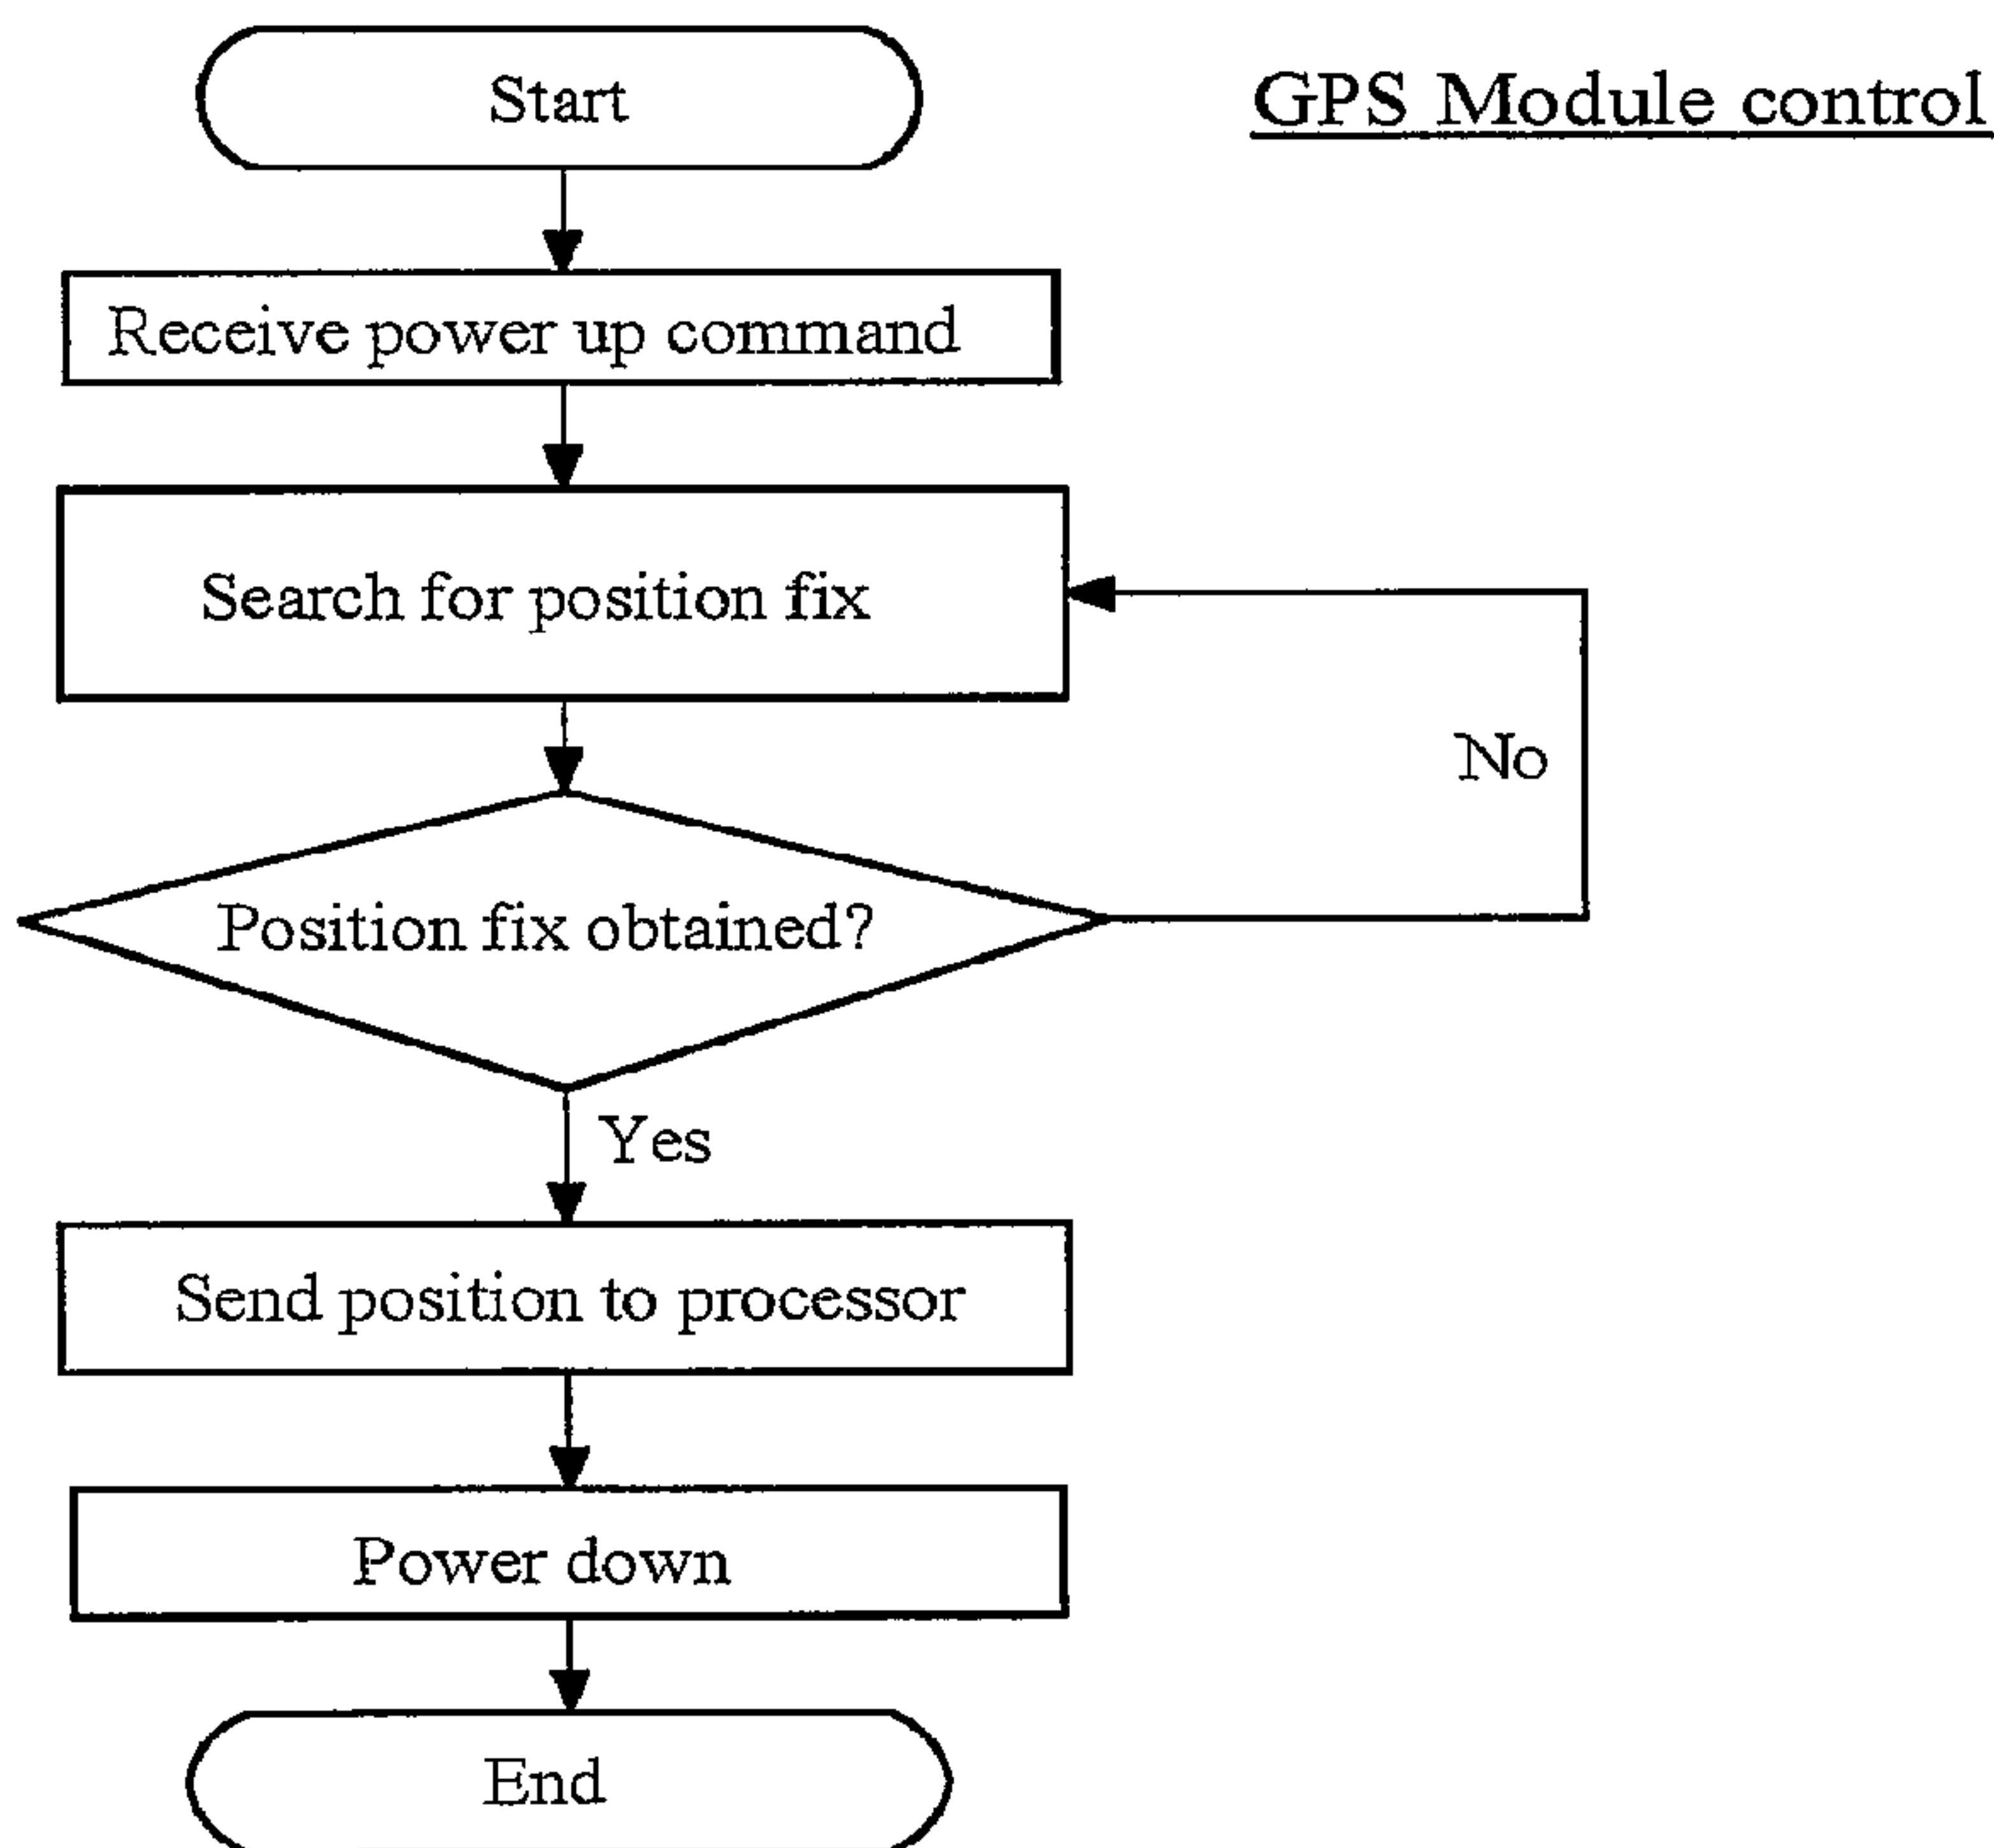 Start
GPS Module control
Receive power up command
Search for position fix
No
Position fix obtained?
Yes
Send position to processor
Power down
End